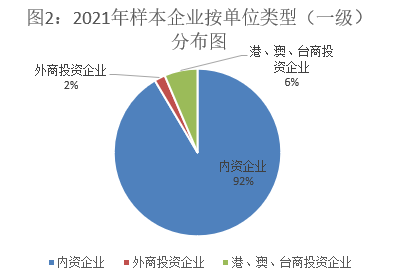 图2：2021年样本企业按单位类型（一级）
分布图
港、澳、台商投
资企业
6%
外商投资企业
2%
内资企业
92%
内资企业 外商投资企业 港、澳、台商投资企业